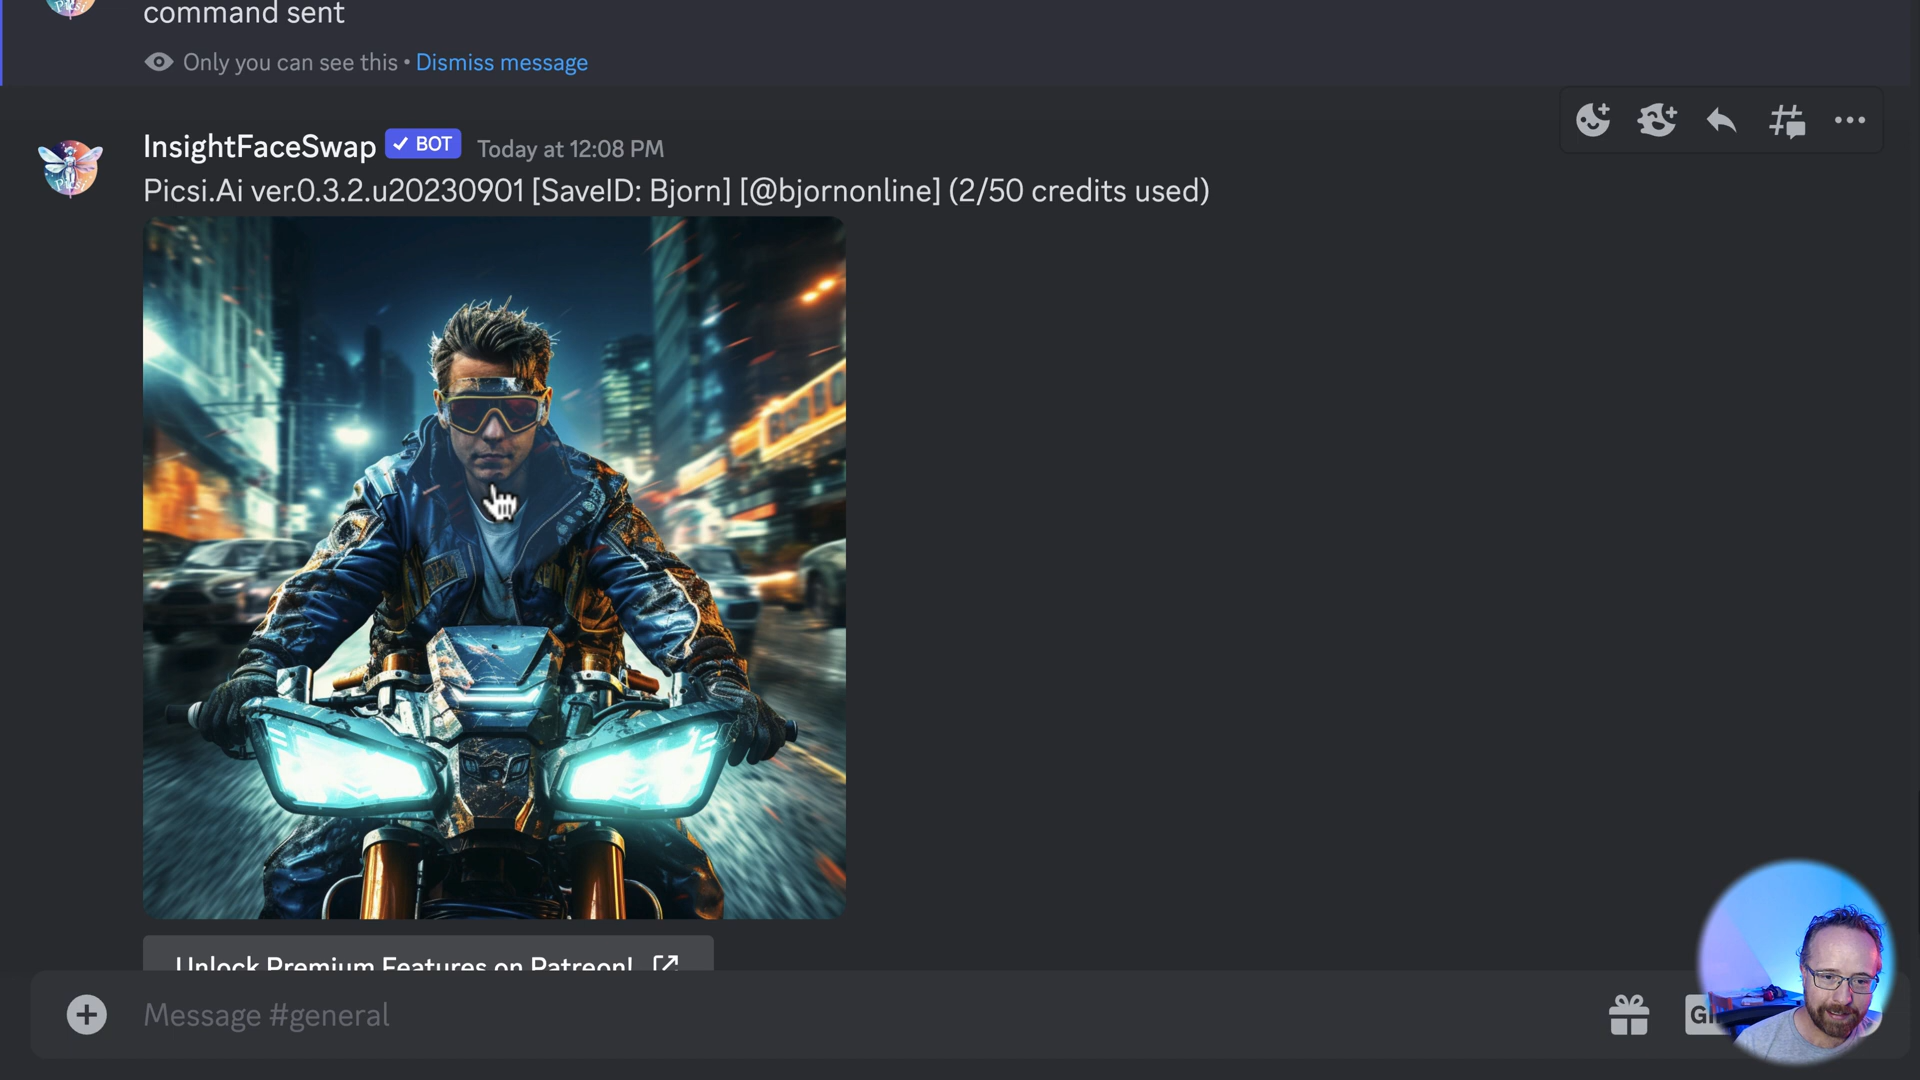 command sent
Only you can see this • Dismiss message
InsightFaceSwap ✓ BOT Today at 12:08 PM
Picsi.Ai ver.0.3.2.u20230901 [SaveID: Bjorn] [@bjornonline] (2/50 credits used)
Unlock Premium Features on Patreon!
Message #general